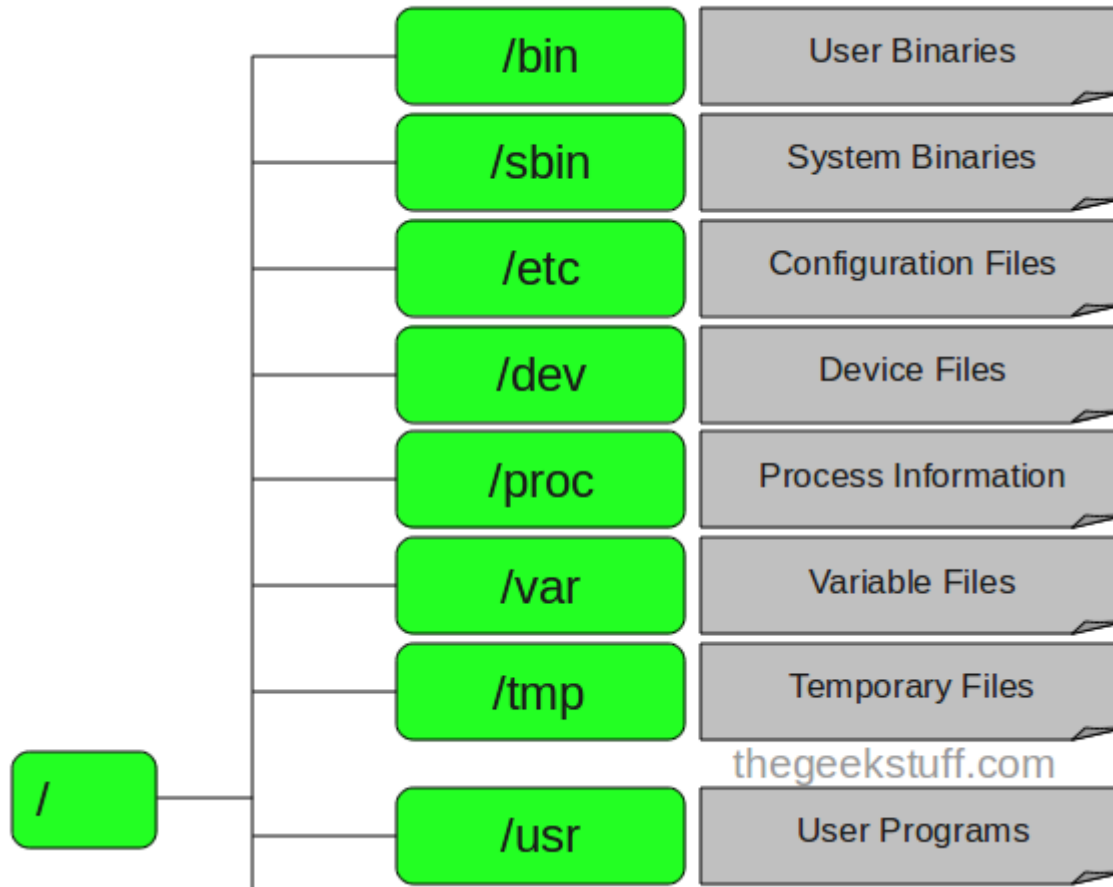 /bin
User Binaries
/sbin
System Binaries
/etc
Configuration Files
/dev
Device Files
/proc
Process Information
/var
Variable Files
/tmp
Temporary Files
thegeekstuff.com
/
/usr
User Programs